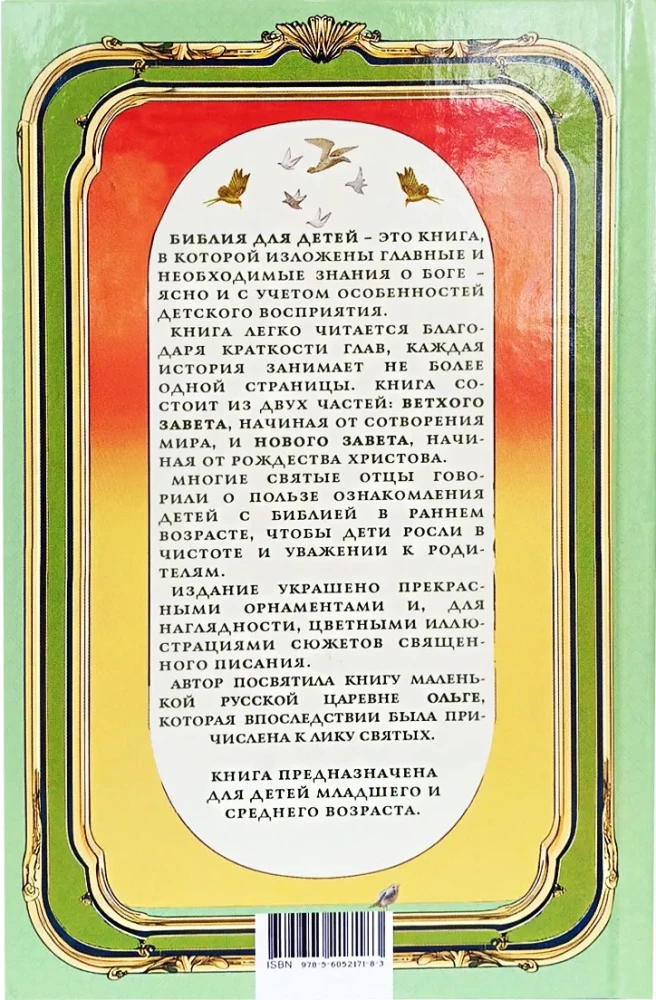 БИБЛИЯ ДЛЯ ДЕТЕЙ – ЭТО КНИГА,
В КОТОРОЙ ИЗЛОЖЕНЫ ГЛАВНЫЕ И
НЕОБХОДИМЫЕ ЗНАНИЯ О БОГЕ –
ЯСНО И С УЧЕТОМ ОСОБЕННОСТЕЙ
ДЕТСКОГО ВОСПРИЯТИЯ.
КНИГА ЛЕГКО ЧИТАЕТСЯ БЛАГО-
ДАРЯ КРАТКОСТИ ГЛАВ, КАЖДАЯ
ИСТОРИЯ ЗАНИМАЕТ НЕ БОЛЕЕ
ОДНОЙ СТРАНИЦЫ. КНИГА СО-
СТОИТ ИЗ ДВУХ ЧАСТЕЙ: ВЕТХОГО
ЗАВЕТА, НАЧИНАЯ ОТ СОТВОРЕНИЯ
МИРА, И НОВОГО ЗАВЕТА, НАЧИ-
НАЯ ОТ РОЖДЕСТВА ХРИСТОВА.
МНОГИЕ СВЯТЫЕ ОТЦЫ ГОВО-
РИЛИ О ПОЛЬЗЕ ОЗНАКОМЛЕНИЯ
ДЕТЕЙ С БИБЛИЕЙ В РАННЕМ
ВОЗРАСТЕ, ЧТОБЫ ДЕТИ РОСЛИ В
ЧИСТОТЕ И УВАЖЕНИИ К РОДИ-
ТЕЛЯМ.
ИЗДАНИЕ УКРАШЕНО ПРЕКРАС-
НЫМИ ОРНАМЕНТАМИ И, ДЛЯ
НАГЛЯДНОСТИ, ЦВЕТНЫМИ ИЛЛЮ-
СТРАЦИЯМИ СЮЖЕТОВ СВЯЩЕН-
НОГО ПИСАНИЯ.
АВТОР ПОСВЯТИЛА КНИГУ МАЛЕНЬ-
КОЙ РУССКОЙ ЦАРЕВНЕ ОЛЬГЕ,
КОТОРАЯ ВПОСЛЕДСТВИИ БЫЛА ПРИ-
ЧИСЛЕНА К ЛИКУ СВЯТЫХ.
КНИГА ПРЕДНАЗНАЧЕНА
ДЛЯ ДЕТЕЙ МЛАДШЕГО И
СРЕДНЕГО ВОЗРАСТА.
ISBN 978-5-6052171-8-3